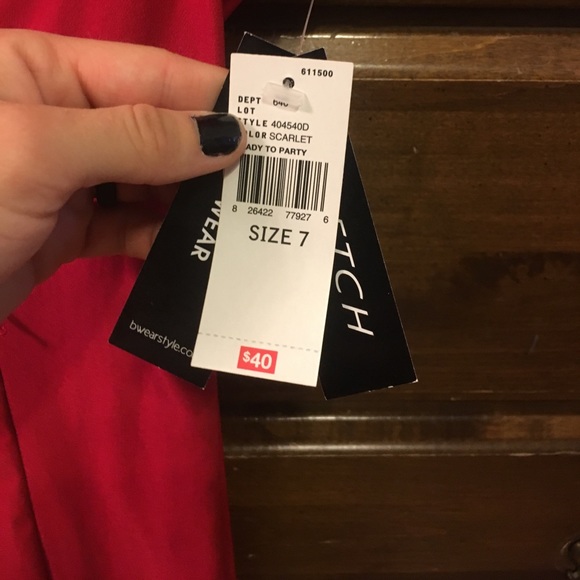 611500
DEPT
LOT
STYLE 404540D
COLOR SCARLET
READY TO PARTY
8 26422 77927 6
SIZE 7
$40
WEAR
bwearstyle.co
ETCH